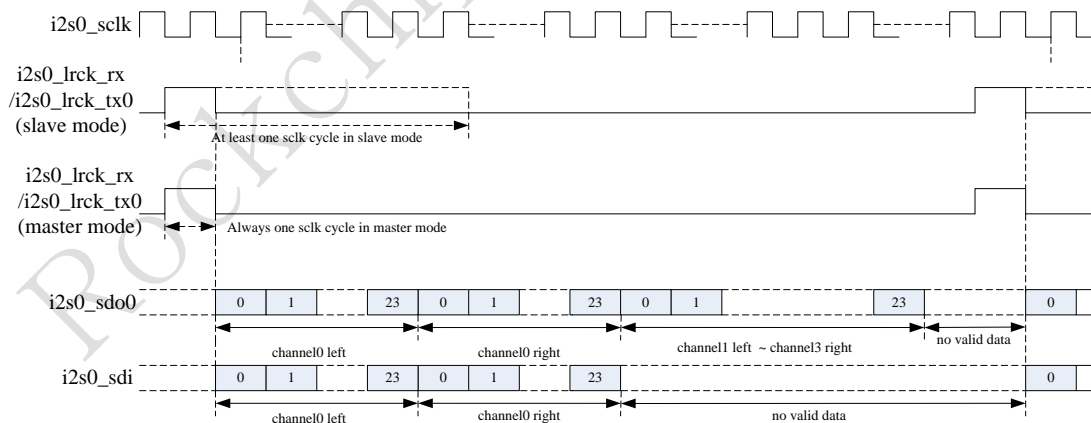 i2s0_sclk
i2s0_lrck_rx
/i2s0_lrck_tx0
(slave mode)
At least one sclk cycle in slave mode
i2s0_lrck_rx
/i2s0_lrck_tx0
(master mode)
Always one sclk cycle in master mode
i2s0_sdo0 0 1 23 0 1 23 0 1 23 0
channel0 left channel0 right channel1 left ~ channel3 right no valid data
i2s0_sdi 0 1 23 0 1 23 0
channel0 left channel0 right no valid data
Rockchip